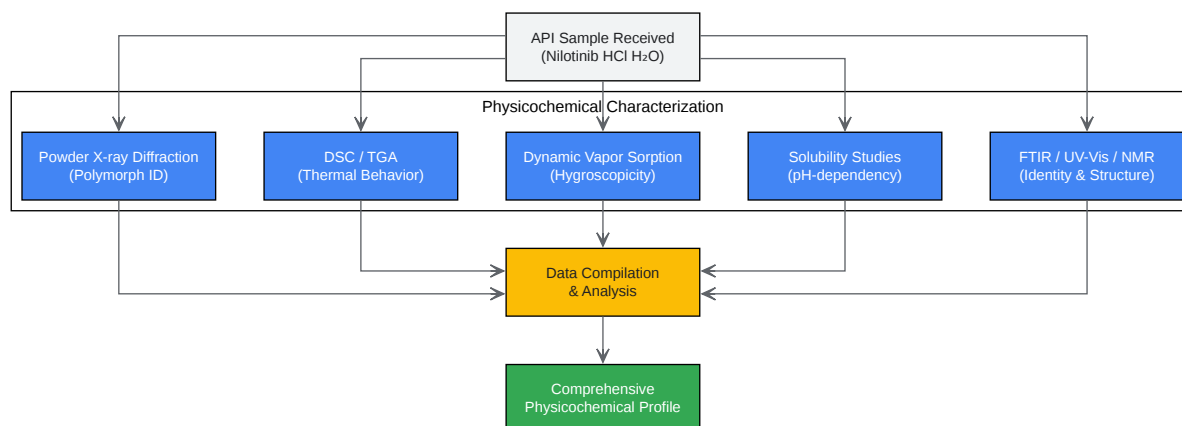 API Sample Received
(Nilotinib HCl H₂O)
Physicochemical Characterization
Powder X-ray Diffraction
(Polymorph ID)
DSC / TGA
(Thermal Behavior)
Dynamic Vapor Sorption
(Hygroscopicity)
Solubility Studies
(pH-dependency)
FTIR / UV-Vis / NMR
(Identity & Structure)
Data Compilation
& Analysis
Comprehensive
Physicochemical Profile